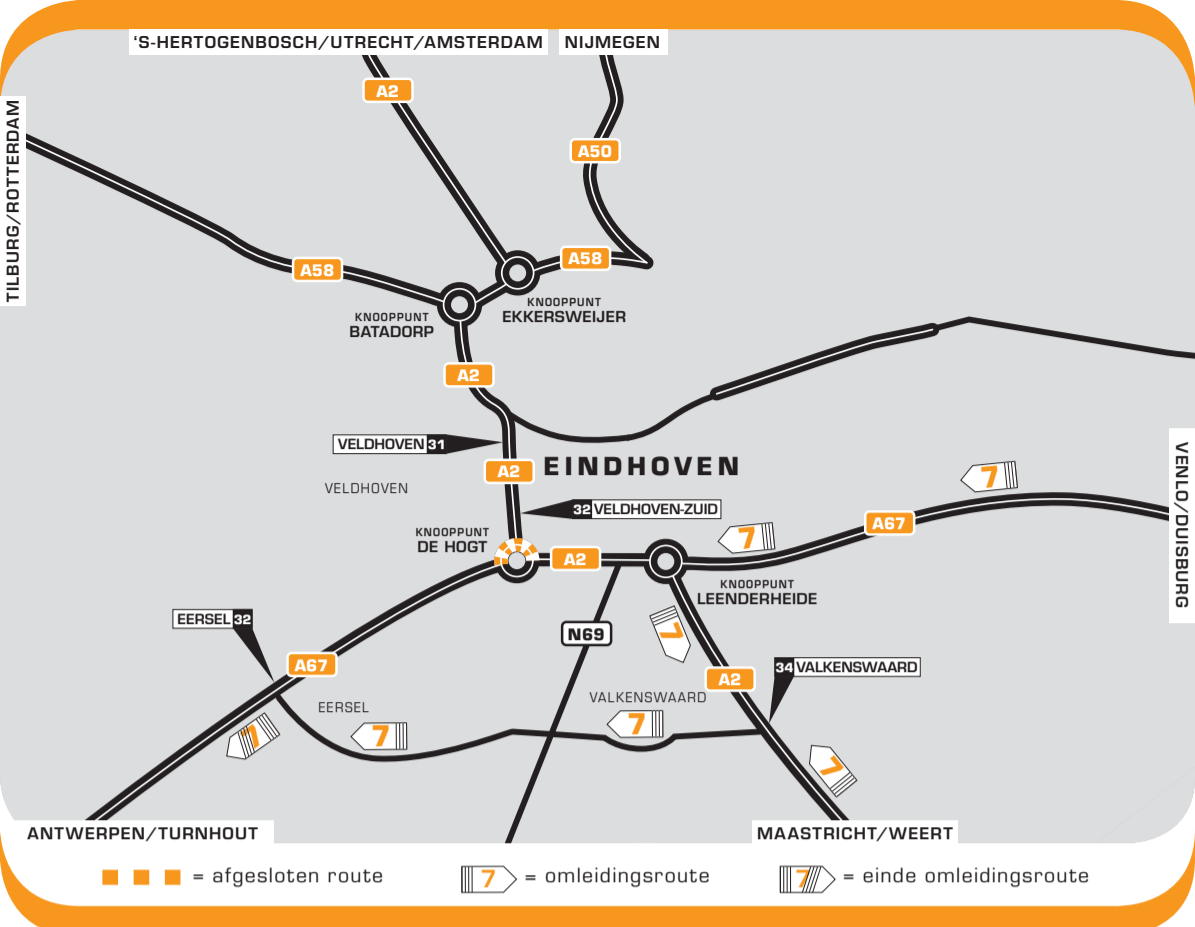 ‘S-HERTOGENBOSCH/UTRECHT/AMSTERDAM
NIJMEGEN
A2
TILBURG/ROTTERDAM
A50
A58
A58
KNOOPPUNT
EKKERSWEIJER
KNOOPPUNT
BATADORP
A2
VELDHOVEN 31
A2
EINDHOVEN
VELDHOVEN
7
32 VELDHOVEN-ZUID
VENLO/DUISBURG
A67
7
KNOOPPUNT
DE HOGT
A2
KNOOPPUNT
LEENDERHEIDE
EERSEL 32
N69
7
A67
34 VALKENSWAARD
A2
VALKENSWAARD
EERSEL
7
7
7
7
ANTWERPEN/TURNHOUT
MAASTRICHT/WEERT
= afgesloten route
7 = omleidingsroute
7 = einde omleidingsroute